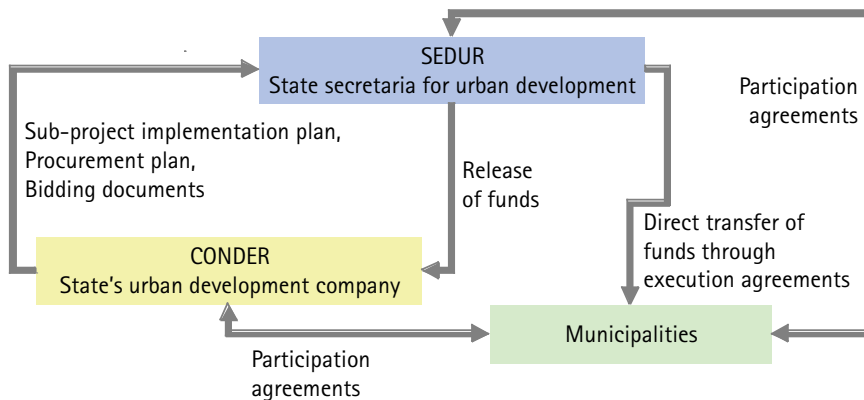 SEDUR
State secretaria for urban development
Participation
agreements
Sub-project implementation plan,
Procurement plan,
Bidding documents
Release
of funds
Direct transfer of
funds through
execution agreements
CONDER
State's urban development company
Municipalities
Participation
agreements